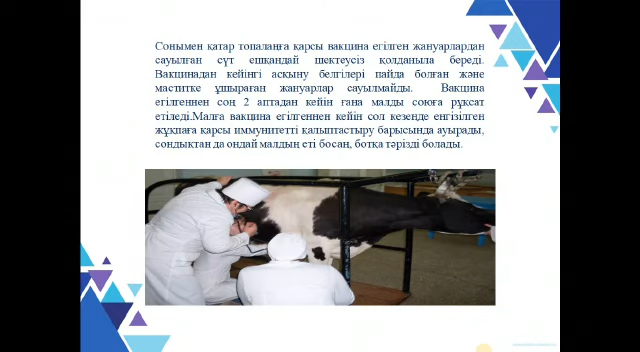 Сонымен қатар топалаңға қарсы вакцина егілген жануарлардан
сауылған сүт ешқандай шектеусіз қолданыла береді.
Вакцинадан кейінгі асқыну белгілері пайда болған және
маститке ұшыраған жануарлар сауылмайды. Вакцина
егілгеннен соң 2 аптадан кейін ғана малды союға рұқсат
етіледі.Малға вакцина егілгеннен кейін сол кезеңде енгізілген
жұқпаға қарсы иммунитетті қалыптастыру барысында ауырады,
сондықтан да ондай малдың еті босаң, ботқа тәрізді болады.